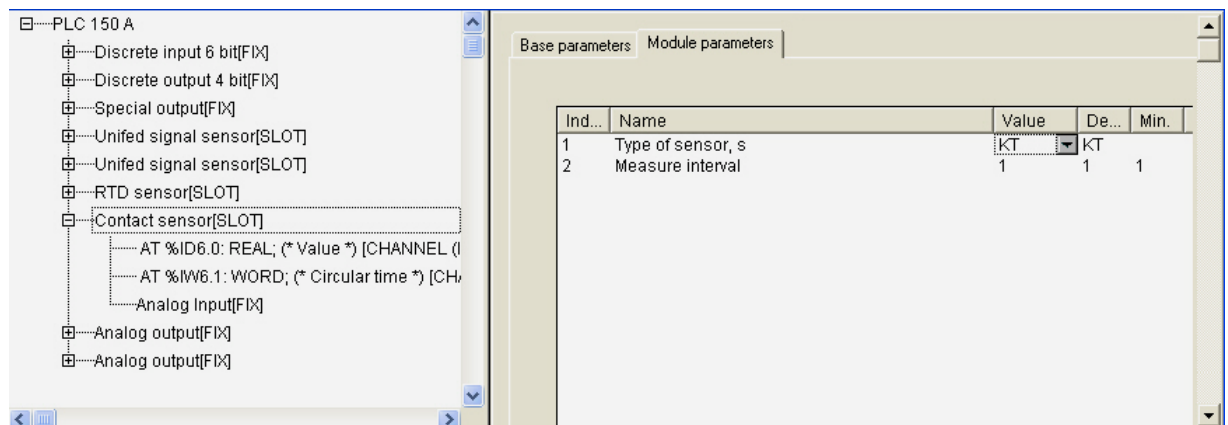 PLC 150 A
Discrete input 6 bit[FIX]
Discrete output 4 bit[FIX]
Special output[FIX]
Unifed signal sensor[SLOT]
Unifed signal sensor[SLOT]
RTD sensor[SLOT]
Contact sensor[SLOT]
AT %ID6.0: REAL; (* Value *) [CHANNEL (I
AT %IW6.1: WORD; (* Circular time *) [CHA
Analog Input[FIX]
Analog output[FIX]
Analog output[FIX]
Base parameters Module parameters
Ind... Name Value De... Min.
1 Type of sensor, s KT KT
2 Measure interval 1 1 1